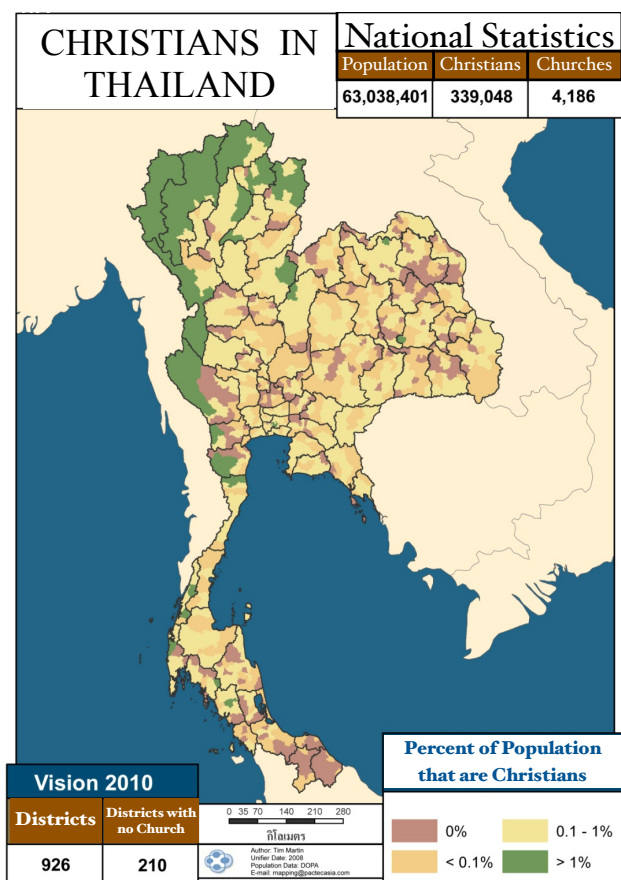 CHRISTIANS IN
THAILAND
National Statistics
Population Christians Churches
63,038,401 339,048 4,186
Percent of Population
that are Christians
0% 0.1 - 1%
< 0.1% > 1%
Vision 2010
Districts Districts with
no Church
926 210
0 35 70 140 210 280
กิโลเมตร
Author: Tim Martin
Unifier Date: 2008
Population Data: DOPA
E-mail: mapping@pactecasia.com